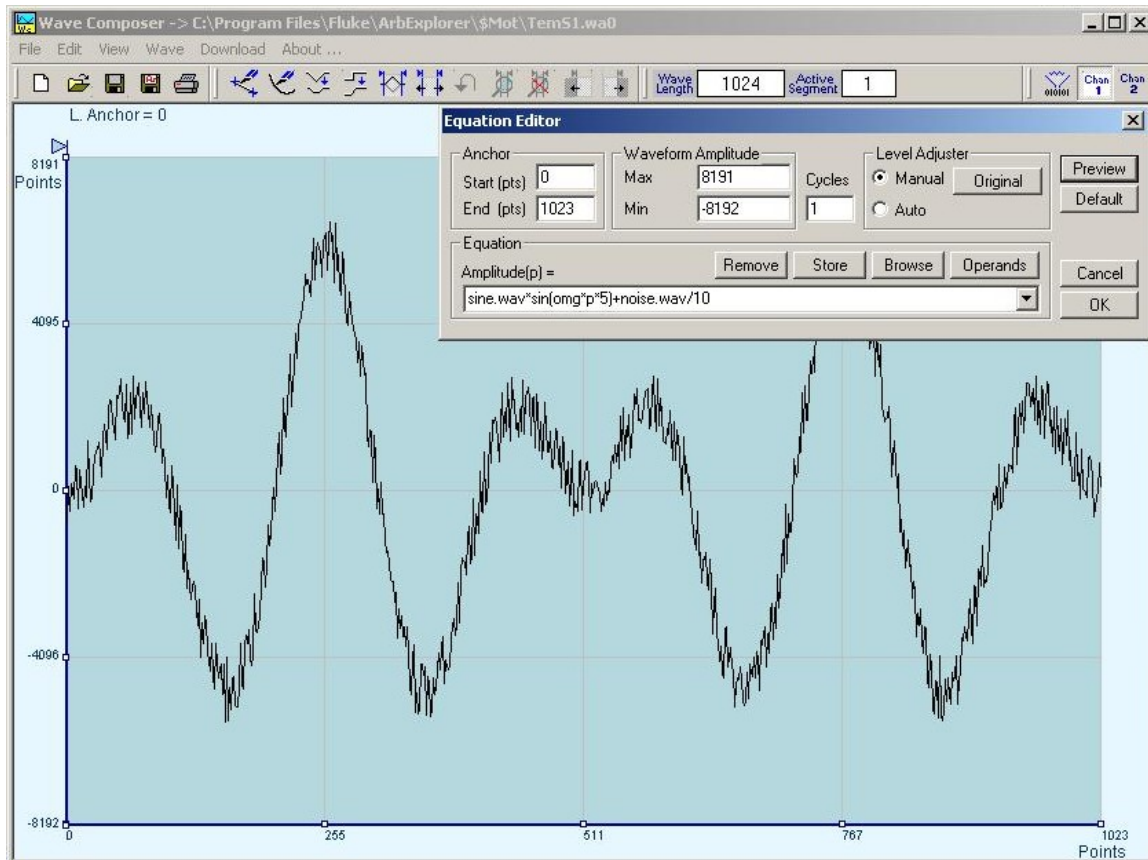 Wave Composer -> C:\Program Files\Fluke\ArbExplorer\$Mot\TemS1.wa0
File Edit View Wave Download About ...
Wave Length 1024 Active Segment 1 Chan 1 Chan 2
L. Anchor = 0
Equation Editor
Anchor
Start (pts) 0
End (pts) 1023
Waveform Amplitude
Max 8191
Min -8192
Cycles
1
Level Adjuster
Manual Original
Auto
Preview
Default
Equation
Amplitude(p) = Remove Store Browse Operands
sine.wav*sin(omg*p*5)+noise.wav/10
Cancel
OK
8191
Points
4095
0
-4096
-8192
0 255 511 767 1023
Points